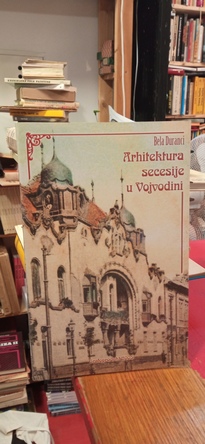 Bela Duranci
Arhitektura
secesije
u Vojvodini